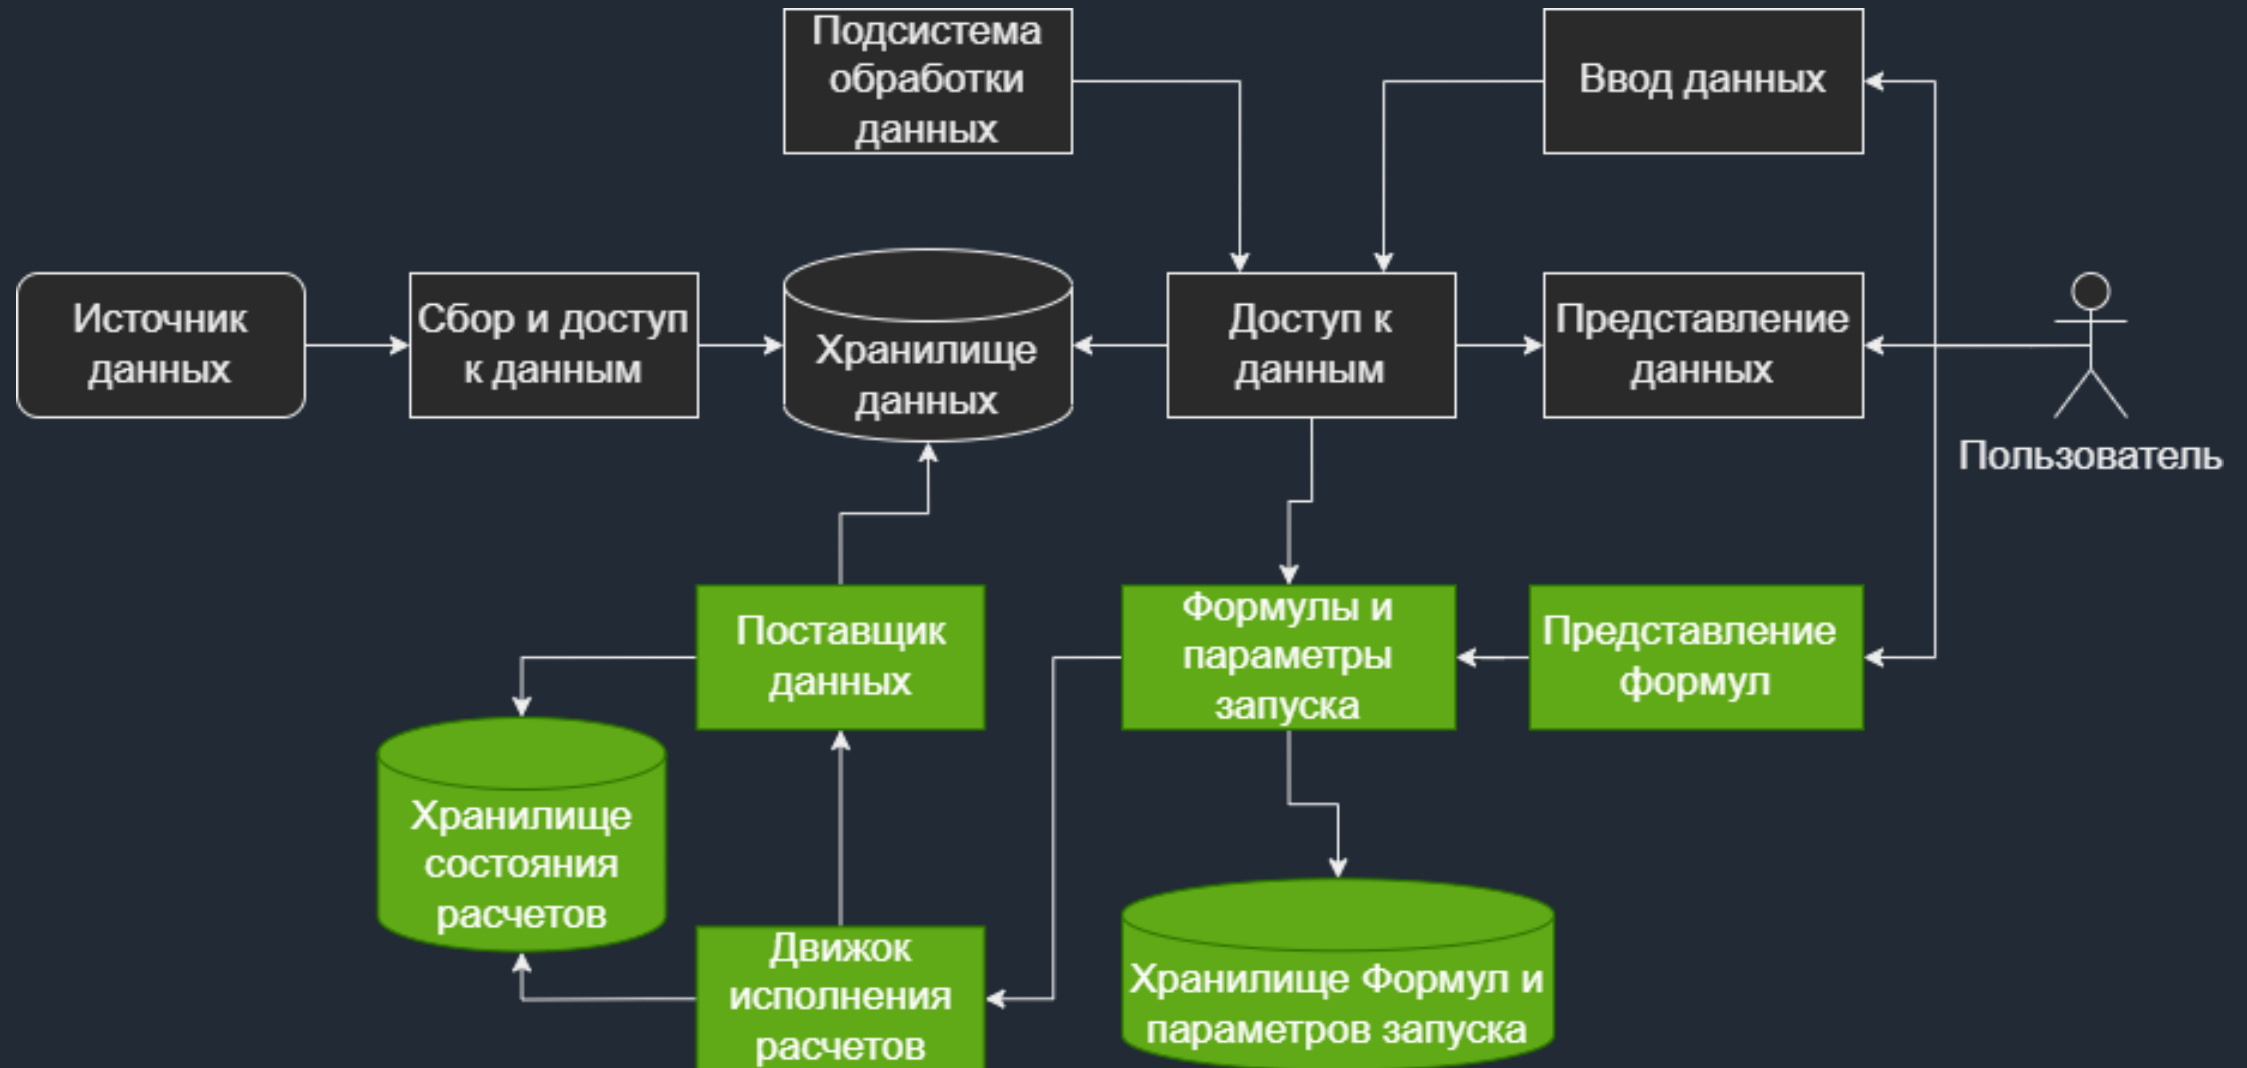 Подсистема
обработки
данных
Ввод данных
Источник
данных
Сбор и доступ
к данным
Хранилище
данных
Доступ к
данным
Представление
данных
Пользователь
Поставщик
данных
Формулы и
параметры
запуска
Представление
формул
Хранилище
состояния
расчетов
Движок
исполнения
расчетов
Хранилище Формул и
параметров запуска